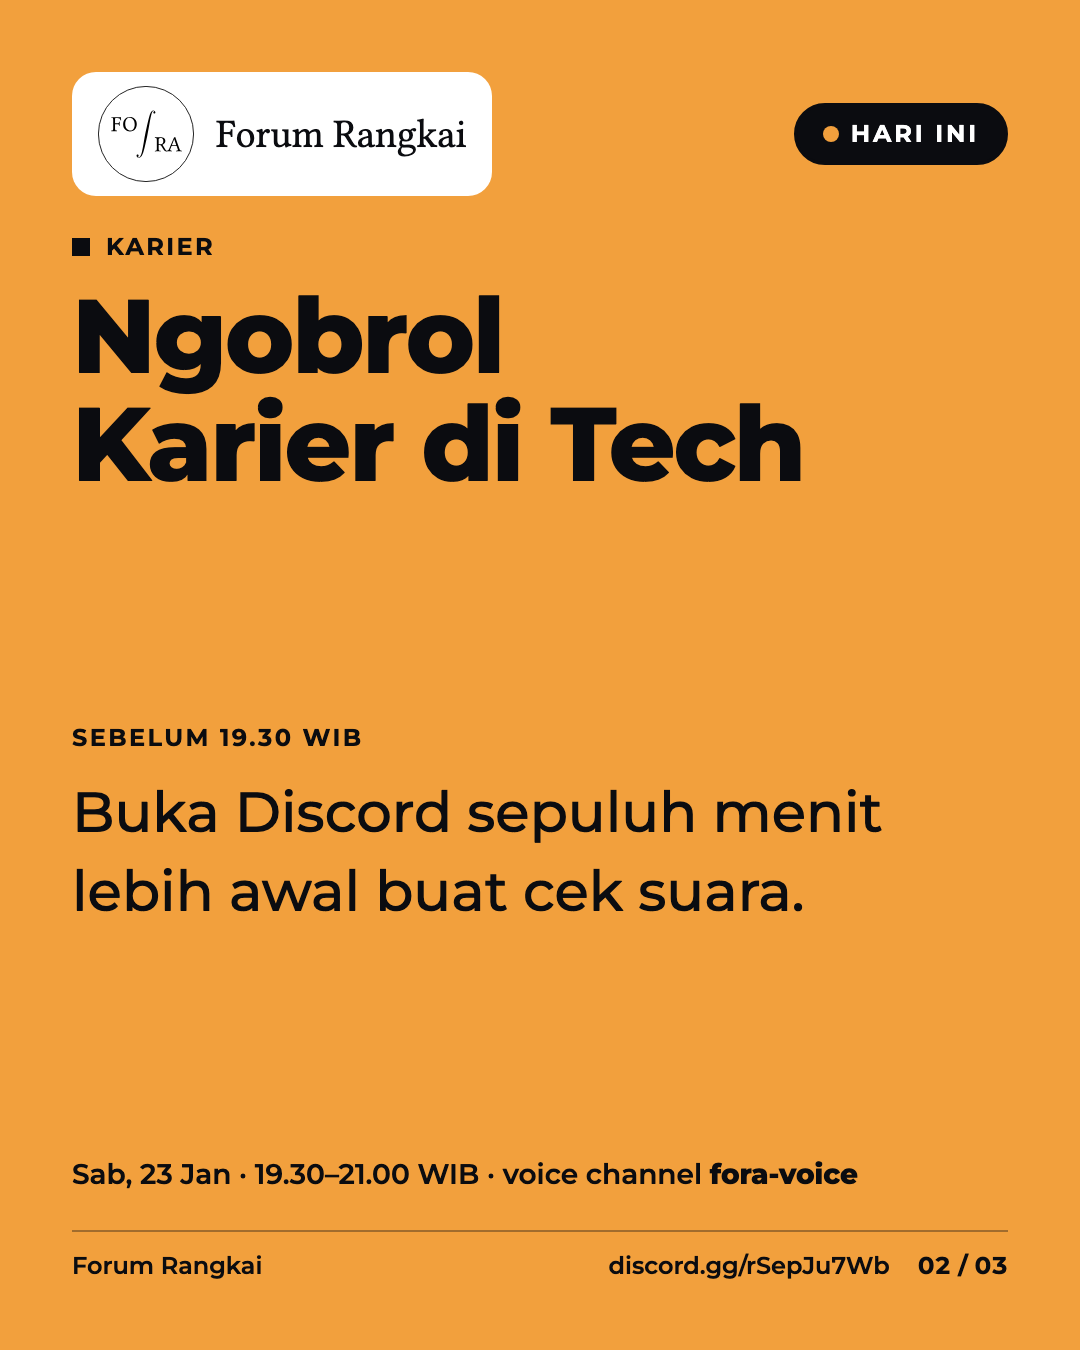 FO
RA
Forum Rangkai
HARI INI
KARIER
Ngobrol
Karier di Tech
SEBELUM 19.30 WIB
Buka Discord sepuluh menit
lebih awal buat cek suara.
Sab, 23 Jan · 19.30–21.00 WIB · voice channel fora-voice
Forum Rangkai
discord.gg/rSepJu7Wb 02 / 03